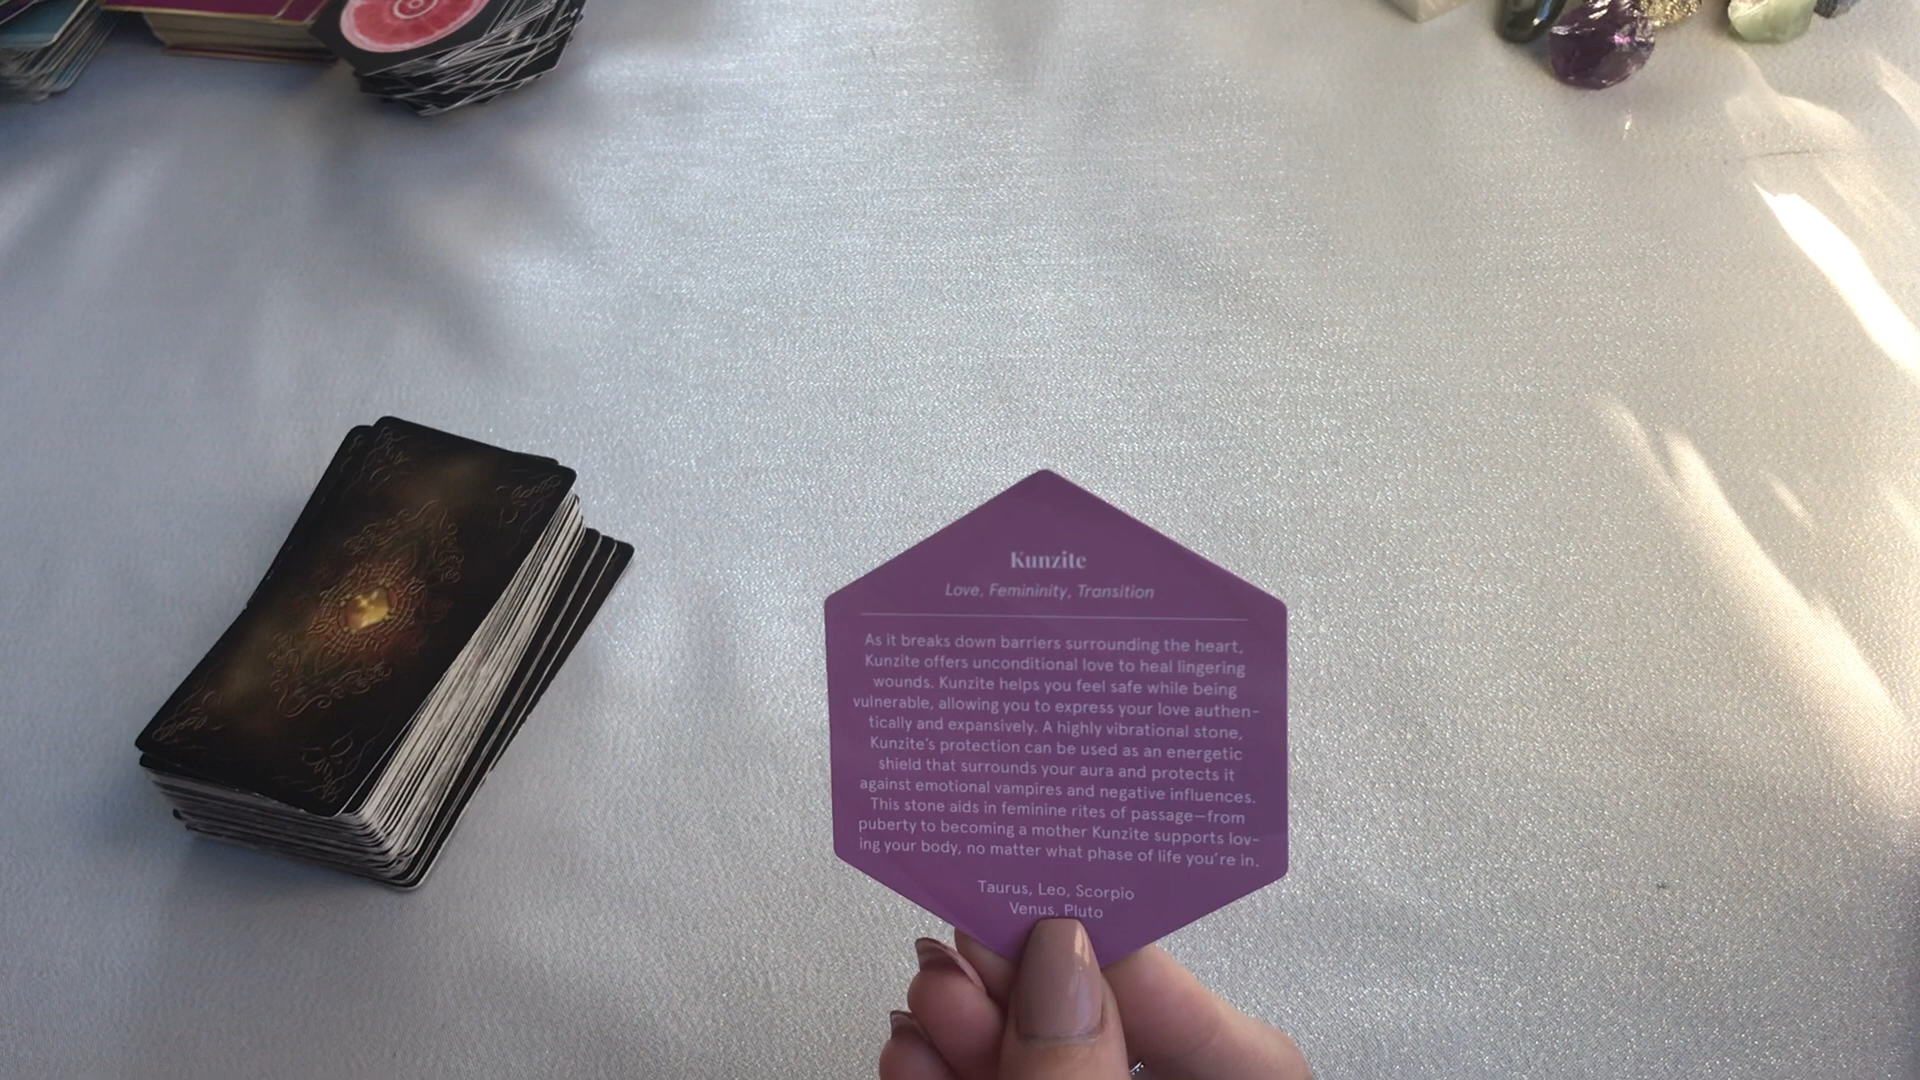 Kunzite
Love, Femininity, Transition
As it breaks down barriers surrounding the heart,
Kunzite offers unconditional love to heal lingering
wounds. Kunzite helps you feel safe while being
vulnerable, allowing you to express your love authen-
tically and expansively. A highly vibrational stone,
Kunzite's protection can be used as an energetic
shield that surrounds your aura and protects it
against emotional vampires and negative influences.
This stone aids in feminine rites of passage—from
puberty to becoming a mother Kunzite supports lov-
ing your body, no matter what phase of life you're in.
Taurus, Leo, Scorpio
Venus, Pluto